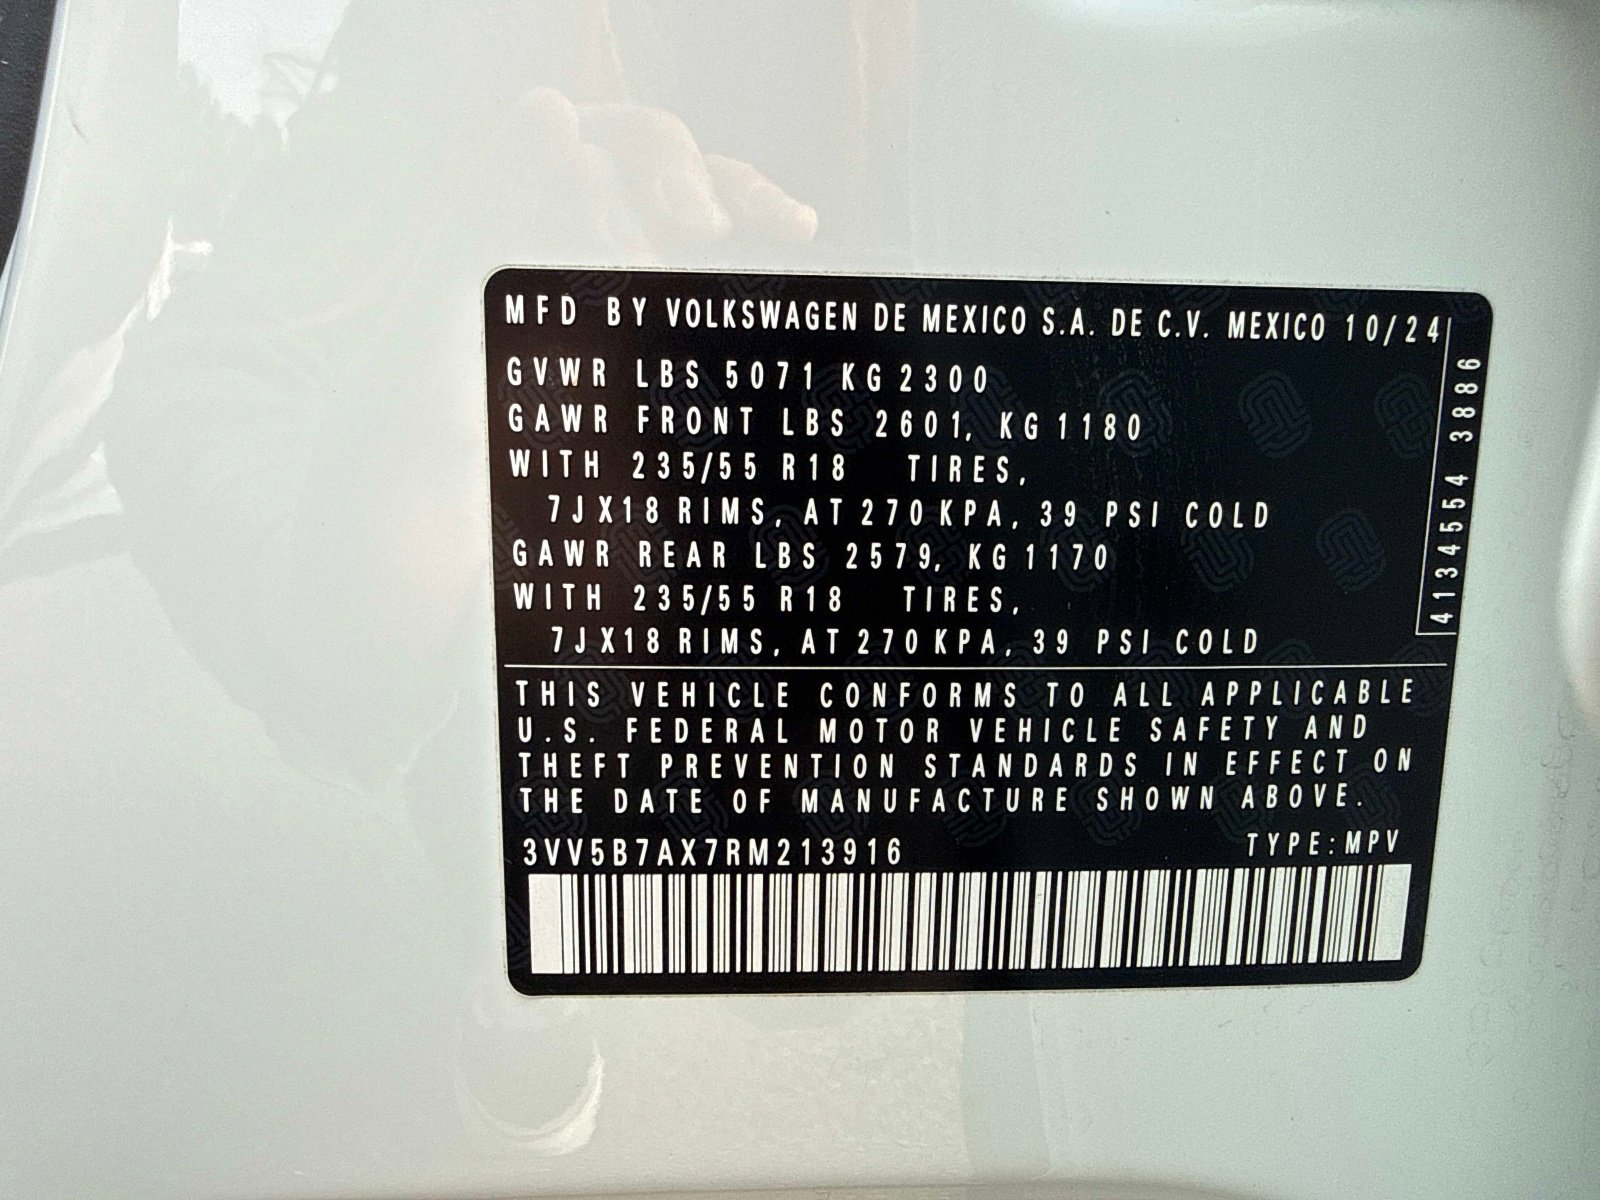 MFD BY VOLKSWAGEN DE MEXICO S.A. DE C.V. MEXICO 10/24
GVWR LBS 5071 KG 2300
GAWR FRONT LBS 2601, KG 1180
WITH 235/55 R18 TIRES,
7JX18 RIMS, AT 270 KPA, 39 PSI COLD
GAWR REAR LBS 2579, KG 1170
WITH 235/55 R18 TIRES,
7JX18 RIMS, AT 270 KPA, 39 PSI COLD
4134554 3886
THIS VEHICLE CONFORMS TO ALL APPLICABLE
U.S. FEDERAL MOTOR VEHICLE SAFETY AND
THEFT PREVENTION STANDARDS IN EFFECT ON
THE DATE OF MANUFACTURE SHOWN ABOVE.
3VV5B7AX7RM213916 TYPE: MPV